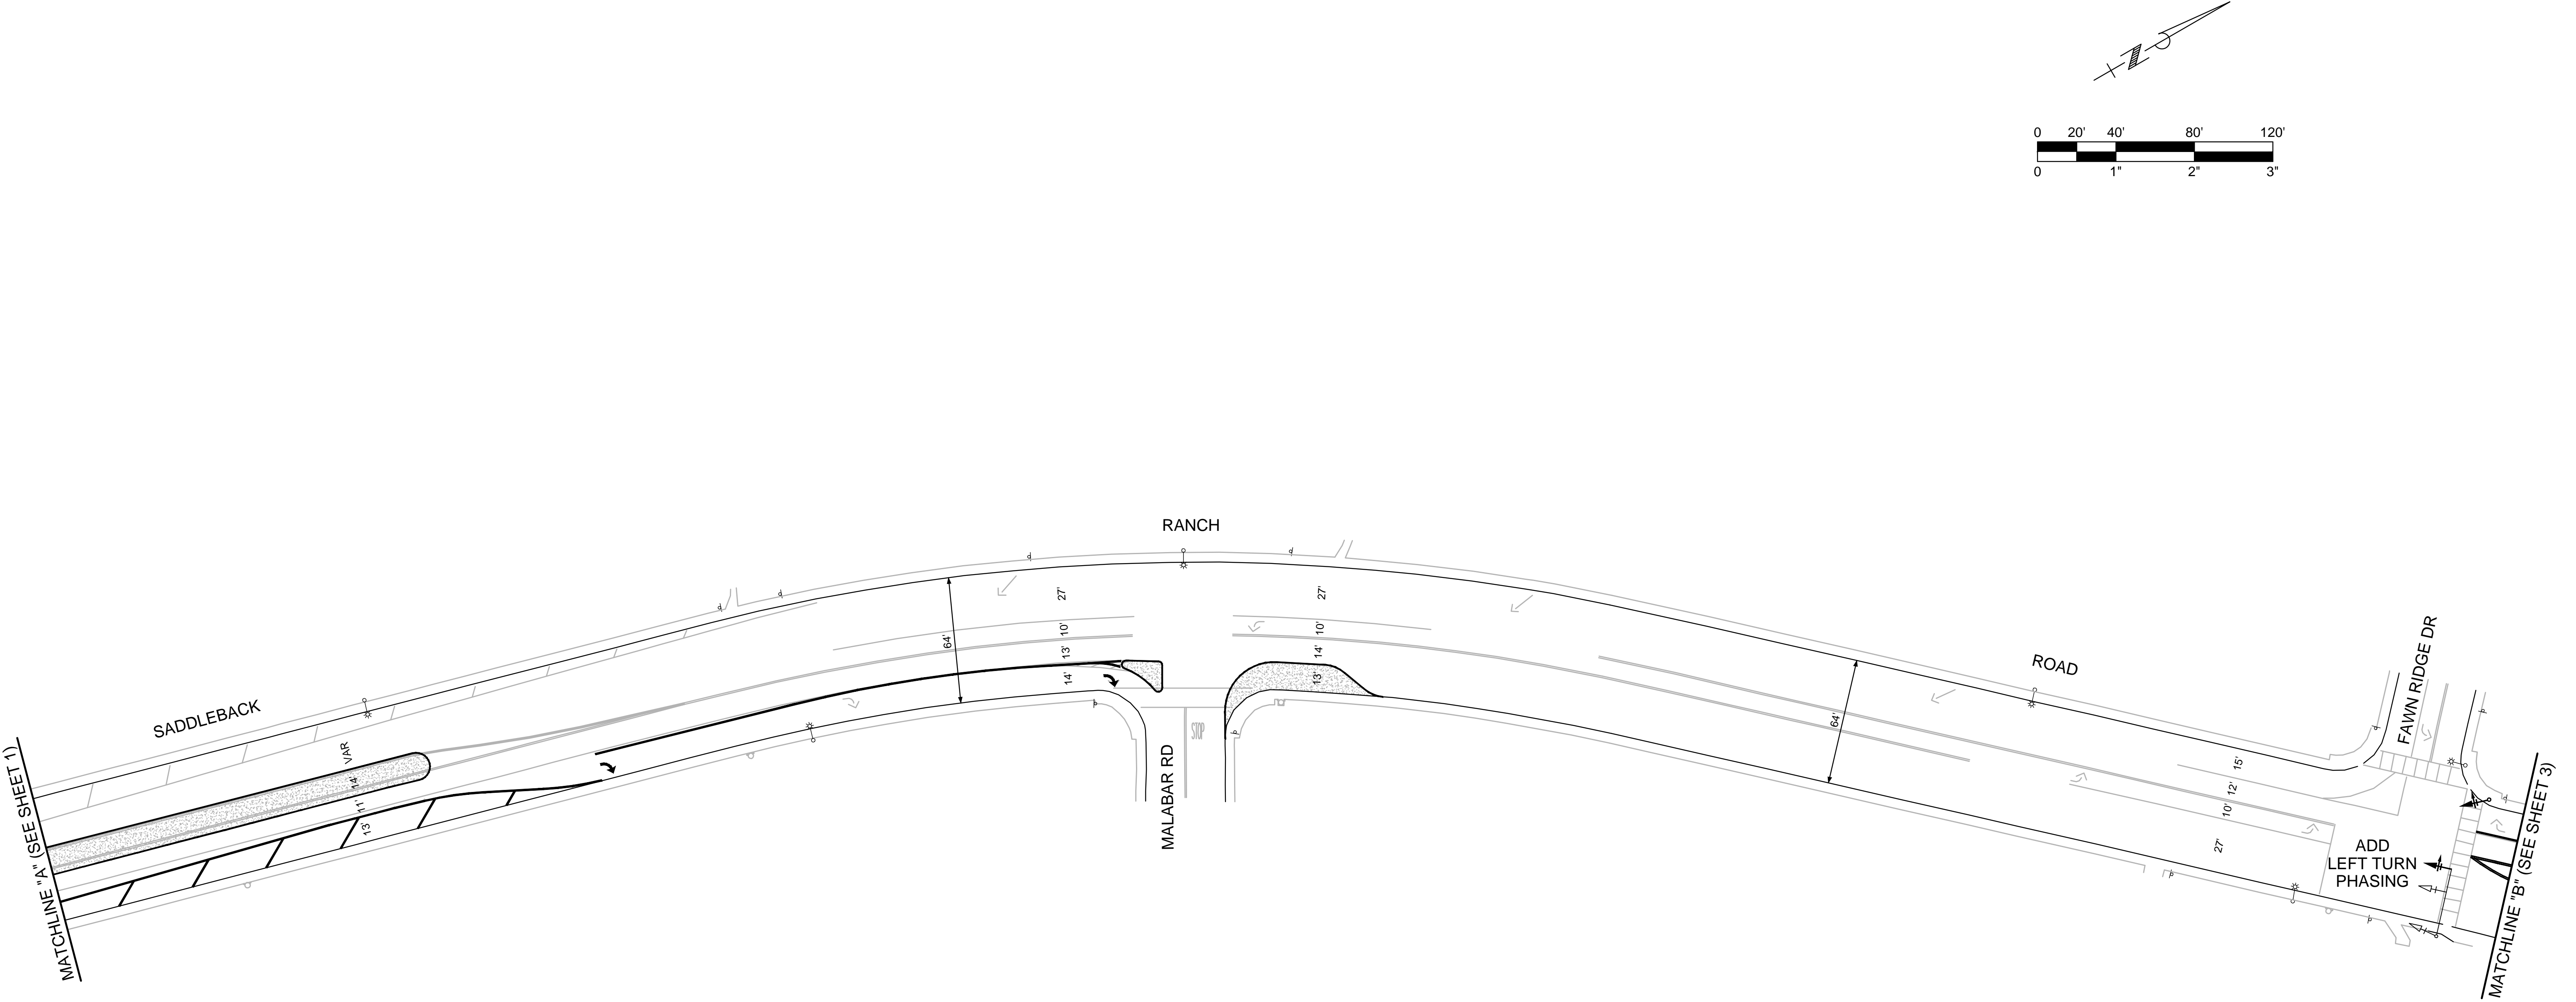 N
0 20' 40' 80' 120'
0 1" 2" 3"
RANCH
SADDLEBACK
ROAD
FAWN RIDGE DR
MALABAR RD
STOP
MATCHLINE "A" (SEE SHEET 1)
MATCHLINE "B" (SEE SHEET 3)
VAR
14'
11'
13'
64'
27'
10'
13'
14'
27'
10'
14'
13'
64'
15'
12'
10'
27'
ADD
LEFT TURN
PHASING